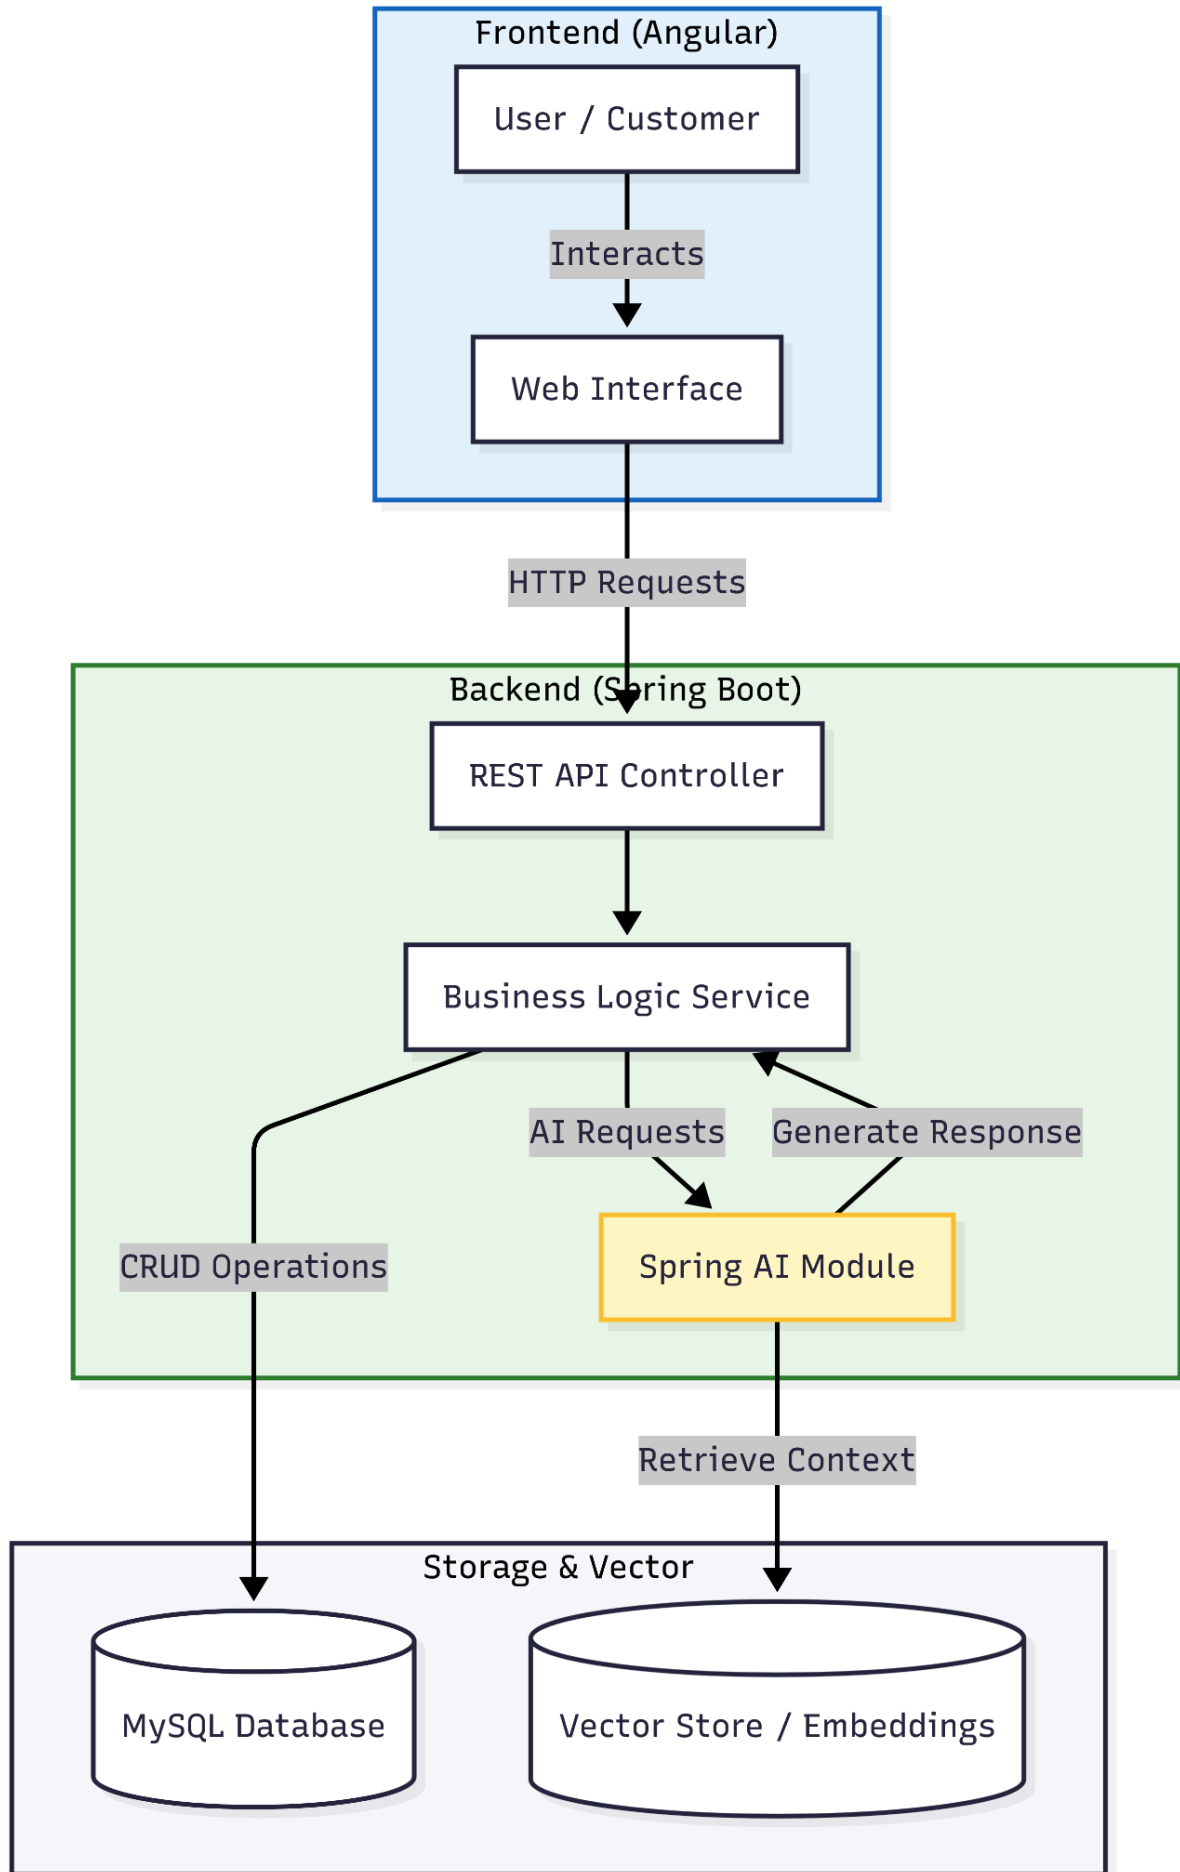 Frontend (Angular)
User / Customer
Interacts
Web Interface
HTTP Requests
Backend (Spring Boot)
REST API Controller
Business Logic Service
AI Requests
Generate Response
CRUD Operations
Spring AI Module
Retrieve Context
Storage & Vector
MySQL Database
Vector Store / Embeddings